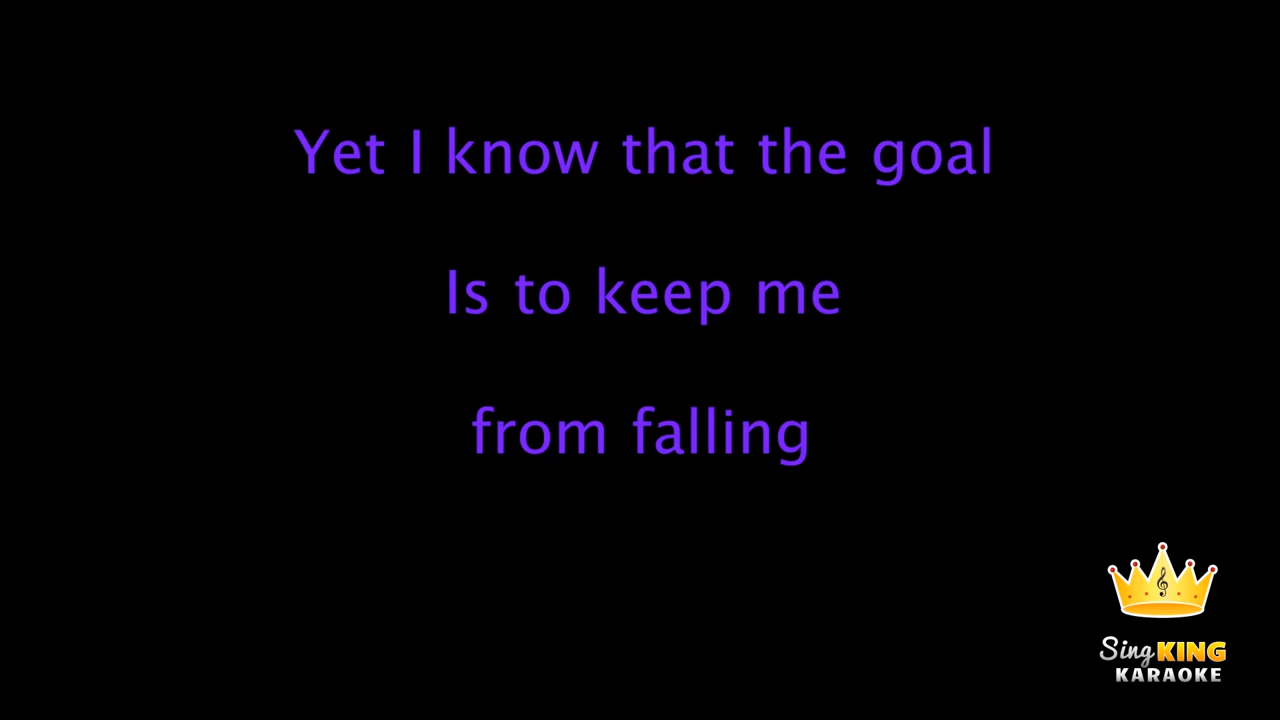 Yet I know that the goal
Is to keep me
from falling
Sing KING
KARAOKE